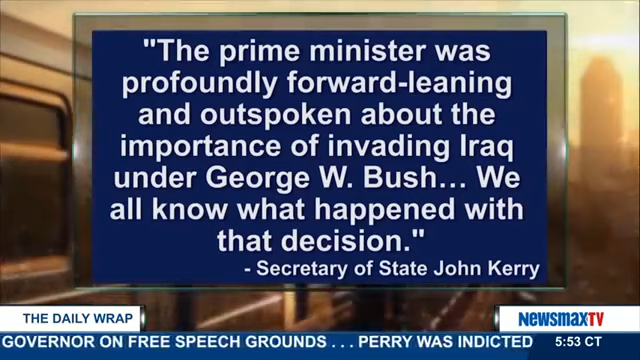 "The prime minister was
profoundly forward-leaning
and outspoken about the
importance of invading Iraq
under George W. Bush... We
all know what happened with
that decision."
- Secretary of State John Kerry
THE DAILY WRAP
NEWSMAXTV
GOVERNOR ON FREE SPEECH GROUNDS . . . PERRY WAS INDICTED
5:53 CT